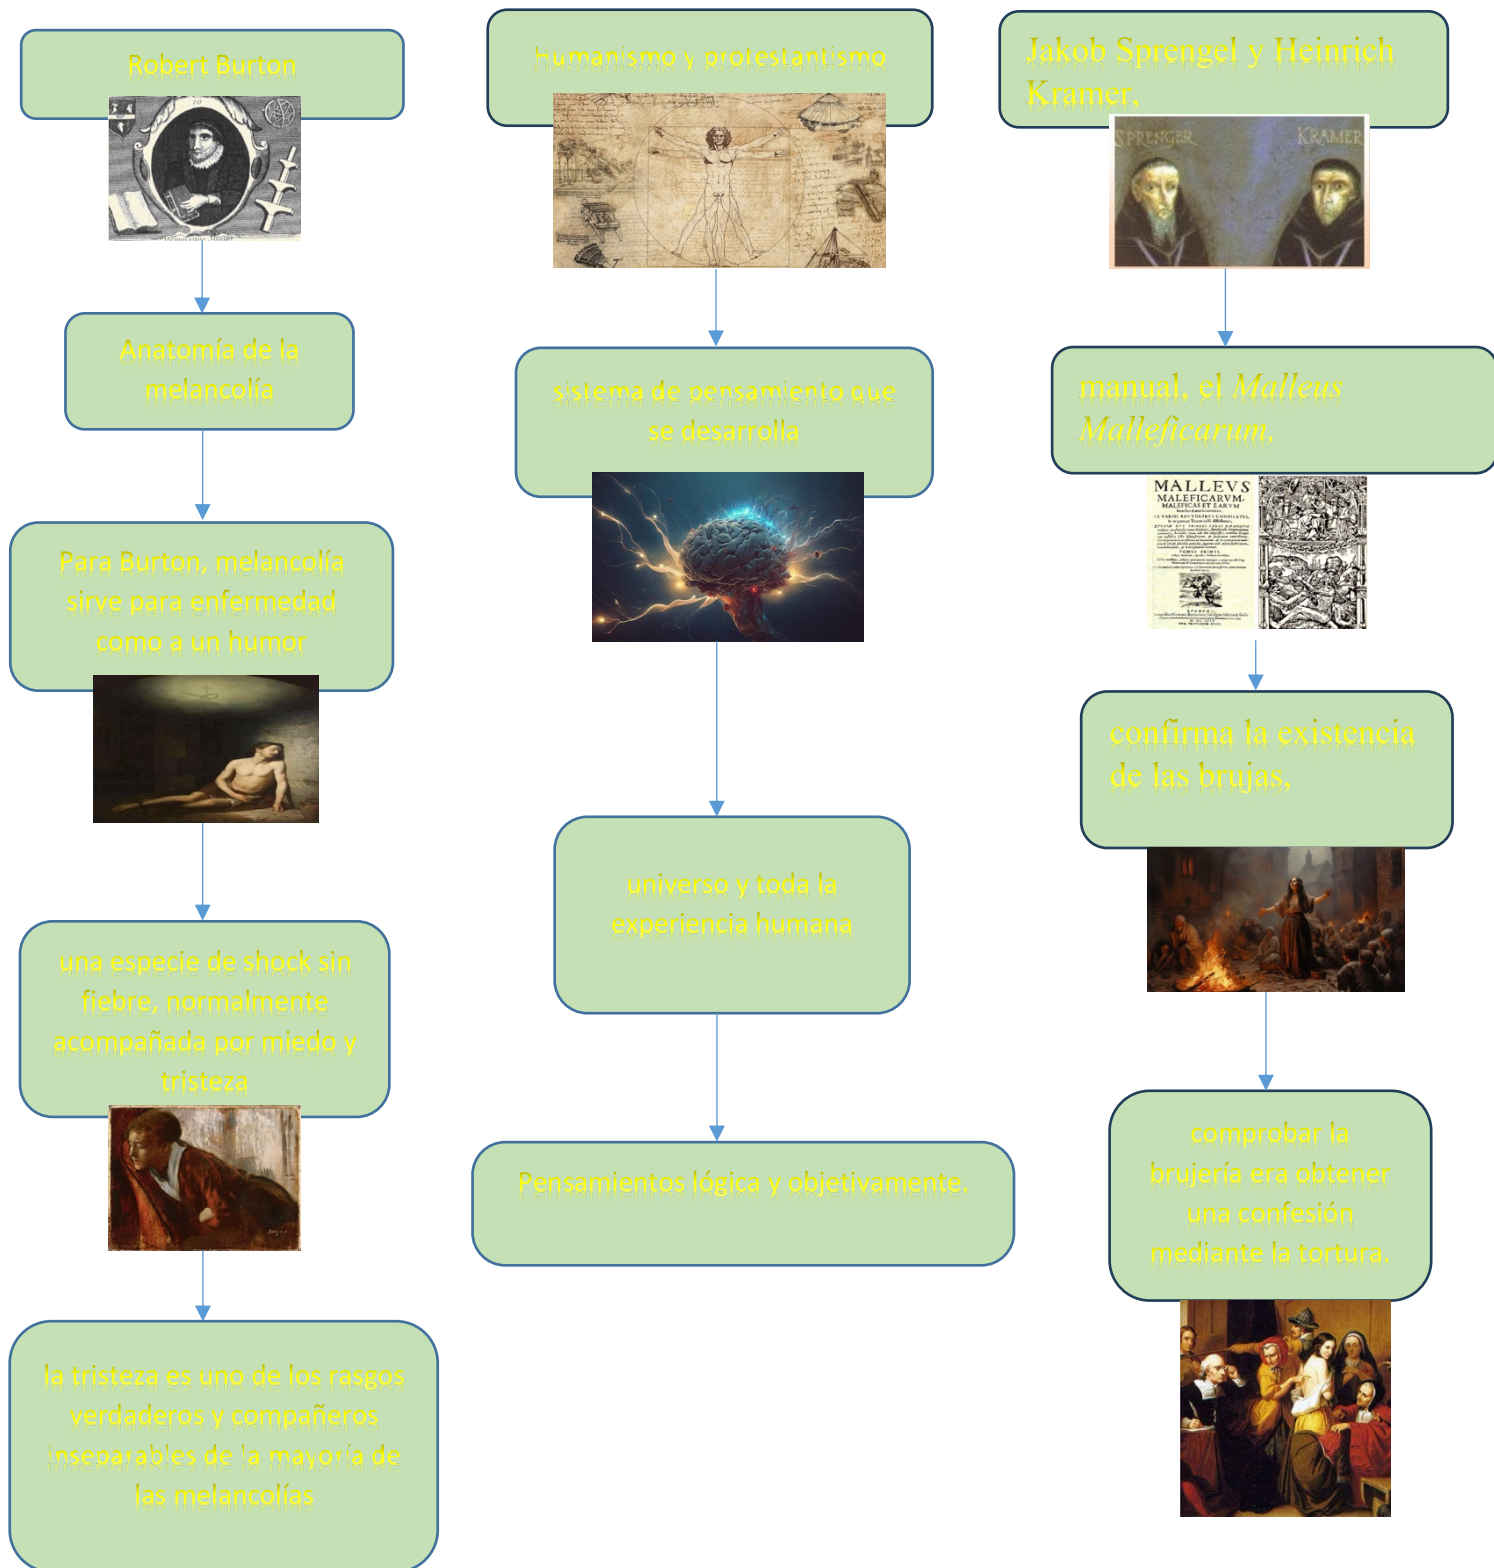 Robert Burton
Anatomía de la
melancolía
Para Burton, melancolía
sirve para enfermedad
como a un humor
una especie de shock sin
fiebre, normalmente
acompañada por miedo y
tristeza
la tristeza es uno de los rasgos
verdaderos y compañeros
inseparables de la mayoría de
las melancolías
Humanismo y protestantismo
sistema de pensamiento que
se desarrolla
universo y toda la
experiencia humana
Pensamientos lógica y objetivamente.
Jakob Sprengel y Heinrich
Kramer,
SPRENGER
KRAMER
manual, el Malleus
Malleficarum,
MALLEVS
MALEFICARVM,
MALEFICAS ET EARVM
confirma la existencia
de las brujas,
comprobar la
brujería era obtener
una confesión
mediante la tortura.